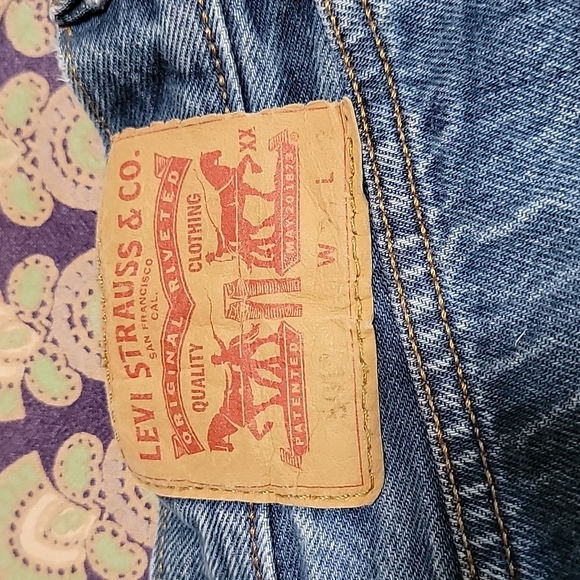 LEVI STRAUSS & CO.
SAN FRANCISCO
CAL.
ORIGINAL RIVETED
QUALITY CLOTHING
XX
PATENTED MAY 20 1873 ®
W L